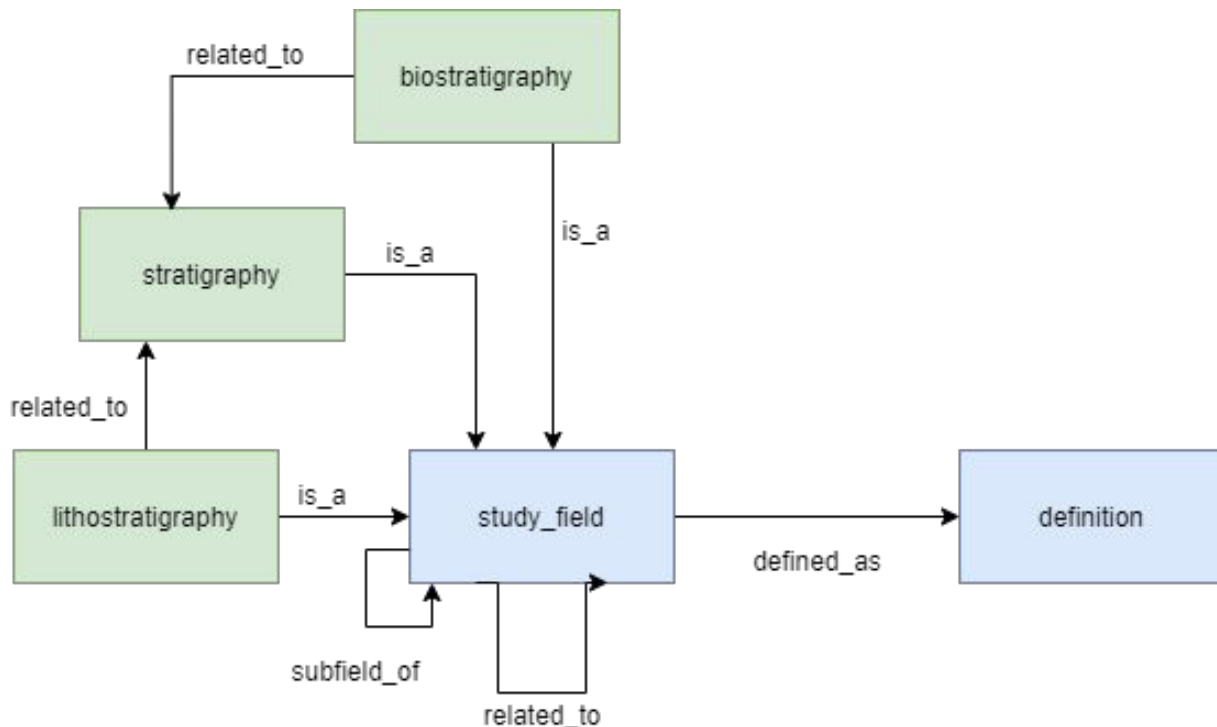 related_to
biostratigraphy
is_a
stratigraphy
is_a
related_to
lithostratigraphy
is_a
study_field
definition
defined_as
subfield_of
related_to